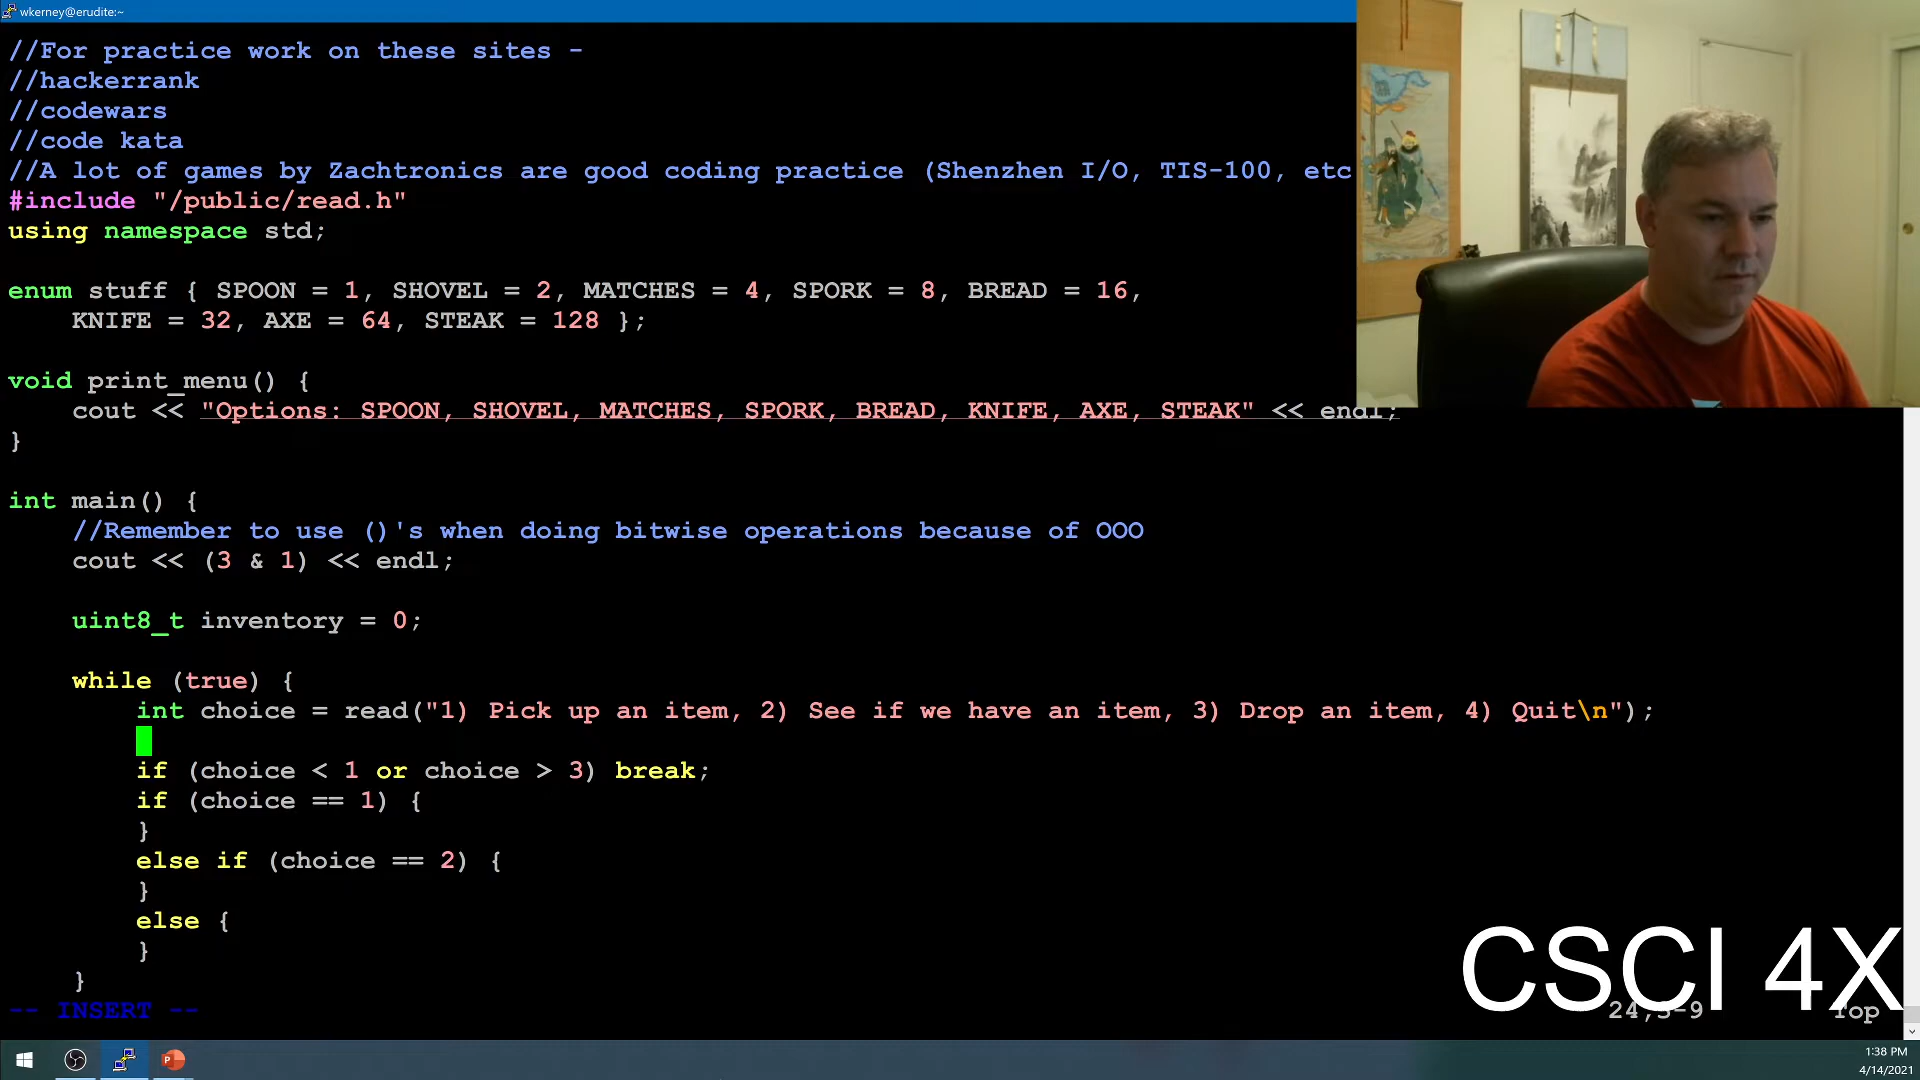 wkerney@erudite:~
//For practice work on these sites -
//hackerrank
//codewars
//code kata
//A lot of games by Zachtronics are good coding practice (Shenzhen I/O, TIS-100, etc
#include "/public/read.h"
using namespace std;
enum stuff { SPOON = 1, SHOVEL = 2, MATCHES = 4, SPORK = 8, BREAD = 16,
KNIFE = 32, AXE = 64, STEAK = 128 };
void print_menu() {
cout << "Options: SPOON, SHOVEL, MATCHES, SPORK, BREAD, KNIFE, AXE, STEAK" << endl;
}
int main() {
//Remember to use ()'s when doing bitwise operations because of OOO
cout << (3 & 1) << endl;
uint8_t inventory = 0;
while (true) {
int choice = read("1) Pick up an item, 2) See if we have an item, 3) Drop an item, 4) Quit\n");
if (choice < 1 or choice > 3) break;
if (choice == 1) {
}
else if (choice == 2) {
}
else {
}
}
-- INSERT --
Top
CSCI 4X
1:38 PM
4/14/2021